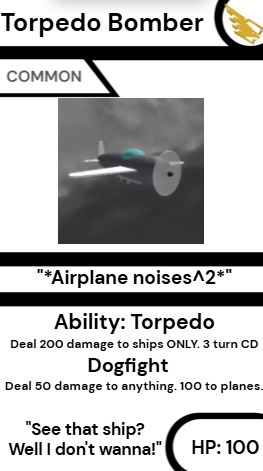 Torpedo Bomber
COMMON
"*Airplane noises^2*"
Ability: Torpedo
Deal 200 damage to ships ONLY. 3 turn CD
Dogfight
Deal 50 damage to anything. 100 to planes.
"See that ship?
Well I don't wanna!"
HP: 100